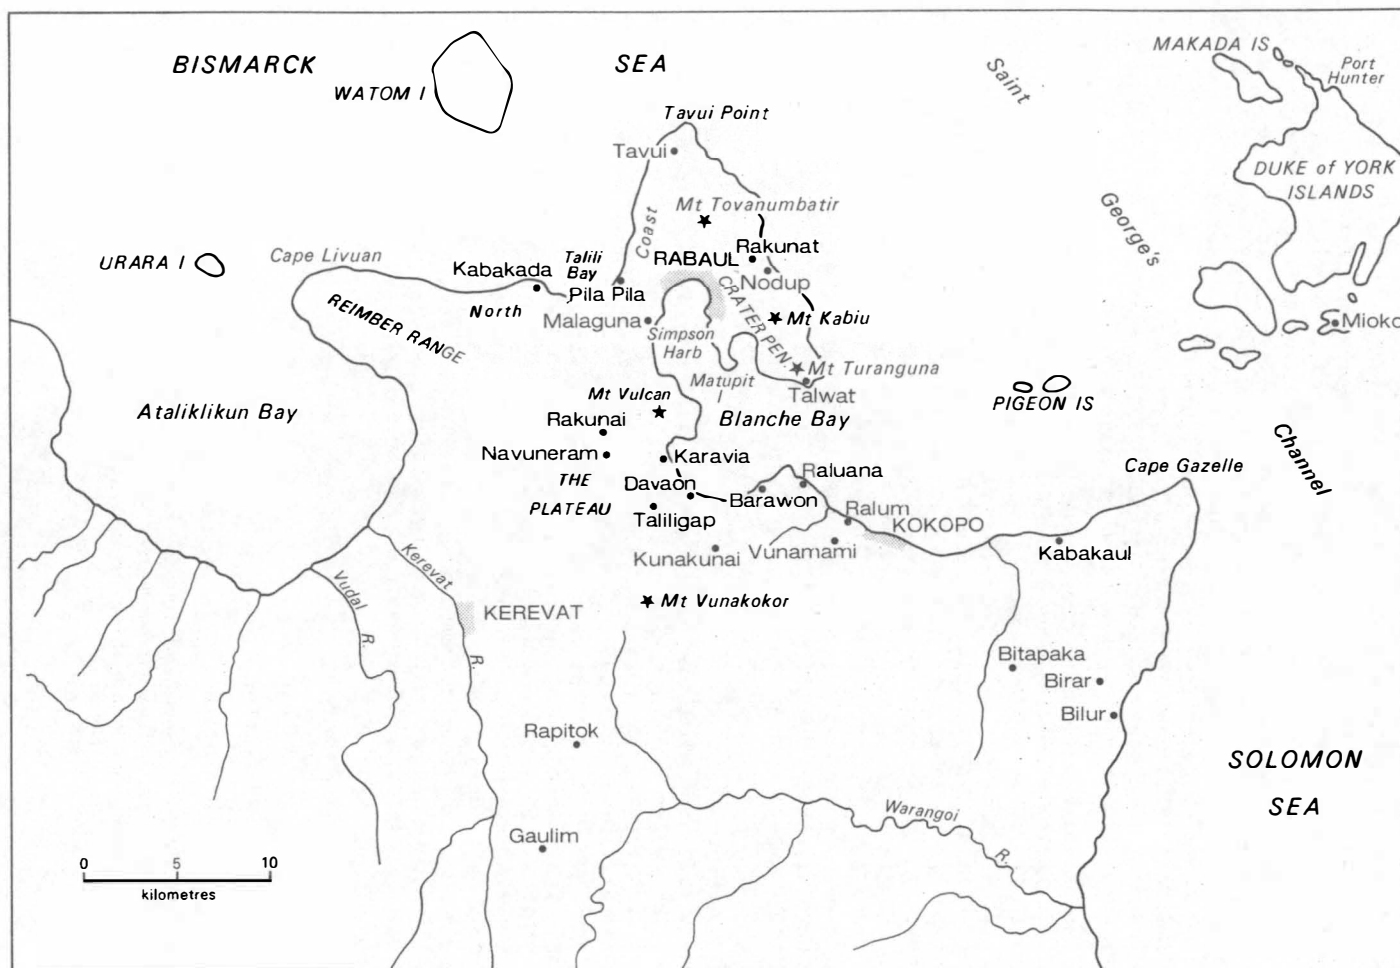 BISMARCK SEA
WATOM I
Saint
George's
Channel
MAKADA IS
Port
Hunter
DUKE of YORK
ISLANDS
Mioko
Tavui Point
Tavui
Mt Tovanumbatir
Coast
North
RABAUL
Rakunat
Nodup
CRATER PEN.
Mt Kabiu
Mt Turanguna
Talwat
URARA I
Cape Livuan
Kabakada
Talili
Bay
Pila Pila
REIMBER RANGE
Malaguna
Simpson
Harb
Matupit
I
Blanche Bay
PIGEON IS
Ataliklikun Bay
Mt Vulcan
Rakunai
Navuneram
THE
PLATEAU
Karavia
Davaon
Taliligap
Barawon
Raluana
Ralum
KOKOPO
Kunakunai
Vunamami
Cape Gazelle
Kabakaul
Kerevat
R.
Vudal
R.
KEREVAT
Mt Vunakokor
Bitapaka
Birar
Bilur
Rapitok
SOLOMON
SEA
Warangoi
R.
Gaulim
0 5 10
kilometres